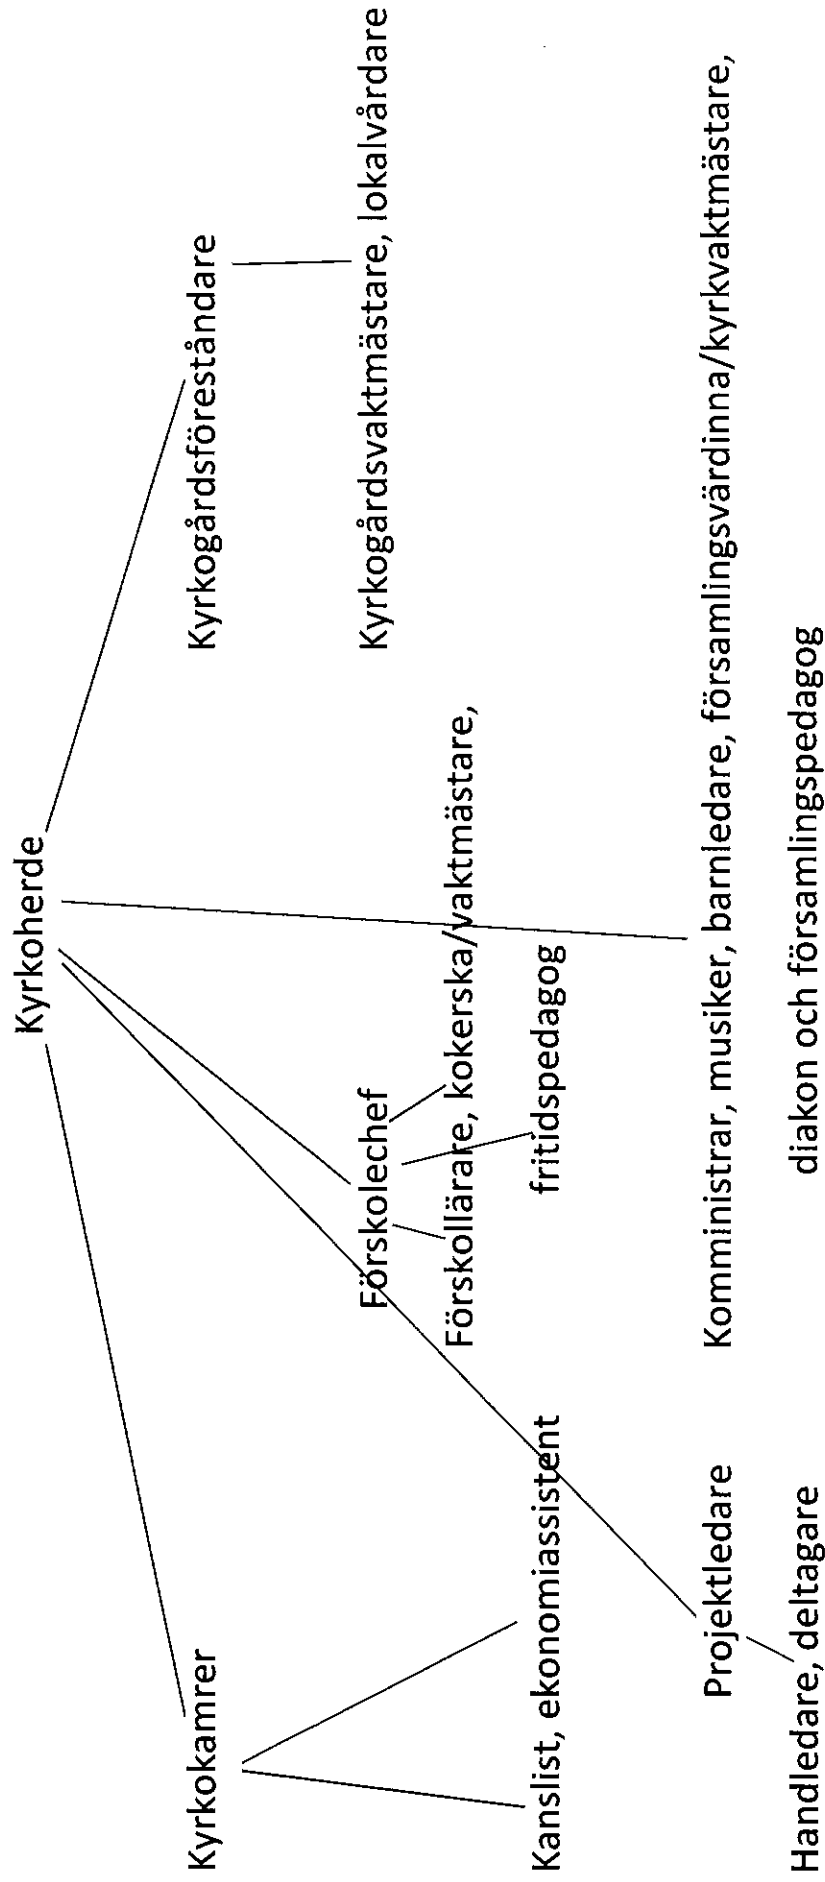 Kyrkoherde
Kyrkokamrer
Kyrkogårdsföreståndare
Förskolechef
Kyrkogårdsvaktmästare, lokalvårdare
Förskollärare, kokerska/vaktmästare,
Kanslist, ekonomiassistent
fritidspedagog
Projektledare
Komministrar, musiker, barnledare, församlingsvärdinna/kyrkvaktmästare,
Handledare, deltagare
diakon och församlingspedagog